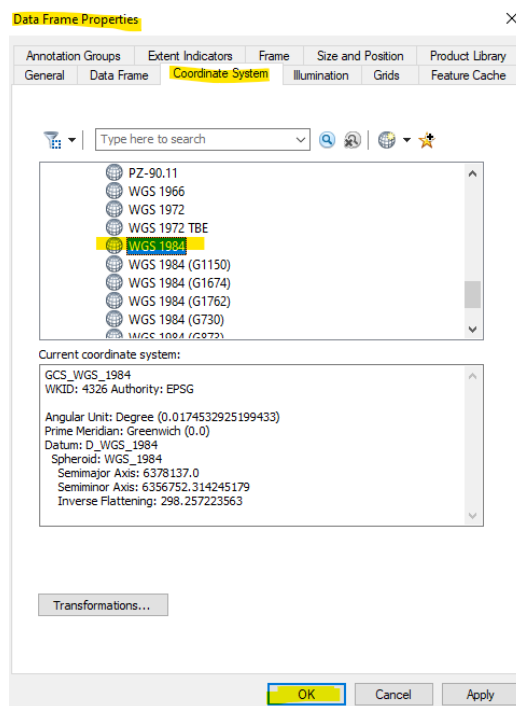 Data Frame Properties
Annotation Groups Extent Indicators Frame Size and Position Product Library
General Data Frame Coordinate System Illumination Grids Feature Cache
Type here to search
PZ-90.11
WGS 1966
WGS 1972
WGS 1972 TBE
WGS 1984
WGS 1984 (G1150)
WGS 1984 (G1674)
WGS 1984 (G1762)
WGS 1984 (G730)
WGS 1984 (G873)
Current coordinate system:
GCS_WGS_1984
WKID: 4326 Authority: EPSG
Angular Unit: Degree (0.0174532925199433)
Prime Meridian: Greenwich (0.0)
Datum: D_WGS_1984
Spheroid: WGS_1984
Semimajor Axis: 6378137.0
Semiminor Axis: 6356752.314245179
Inverse Flattening: 298.257223563
Transformations...
OK Cancel Apply